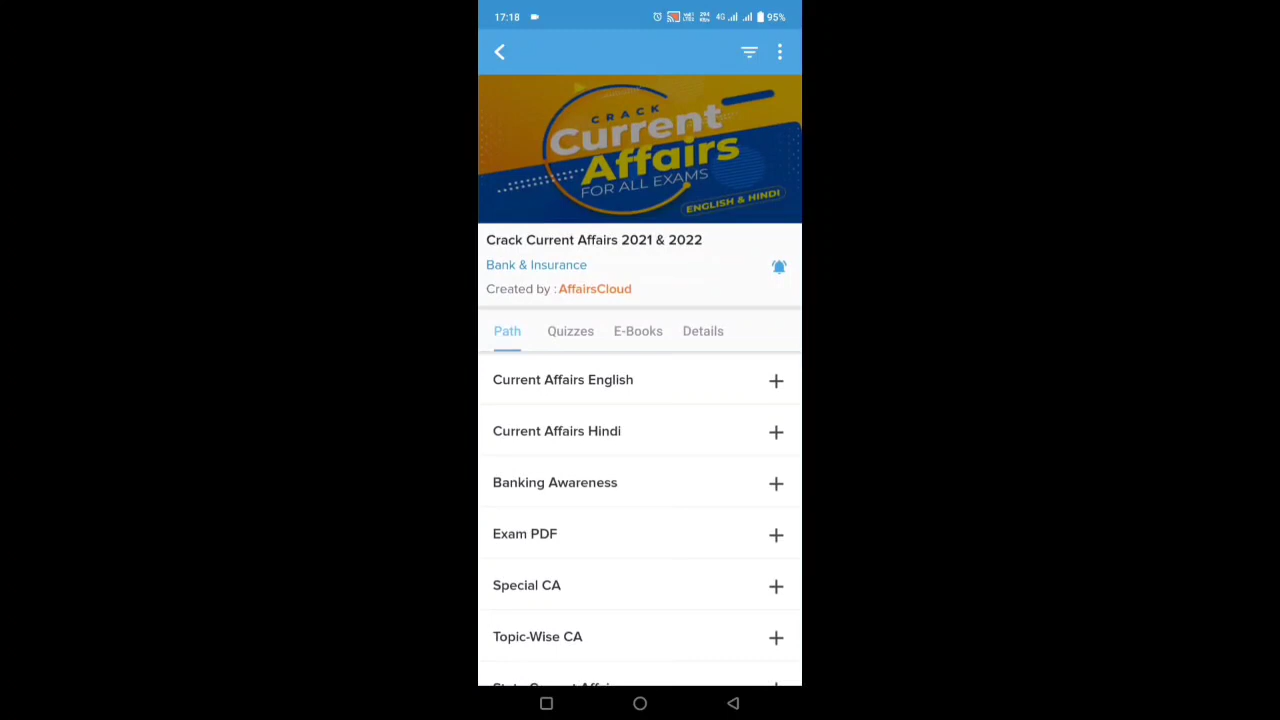 17:18
4G
95%
CRACK
Current
Affairs
FOR ALL EXAMS
ENGLISH & HINDI
Crack Current Affairs 2021 & 2022
Bank & Insurance
Created by : AffairsCloud
Path Quizzes E-Books Details
Current Affairs English
Current Affairs Hindi
Banking Awareness
Exam PDF
Special CA
Topic-Wise CA